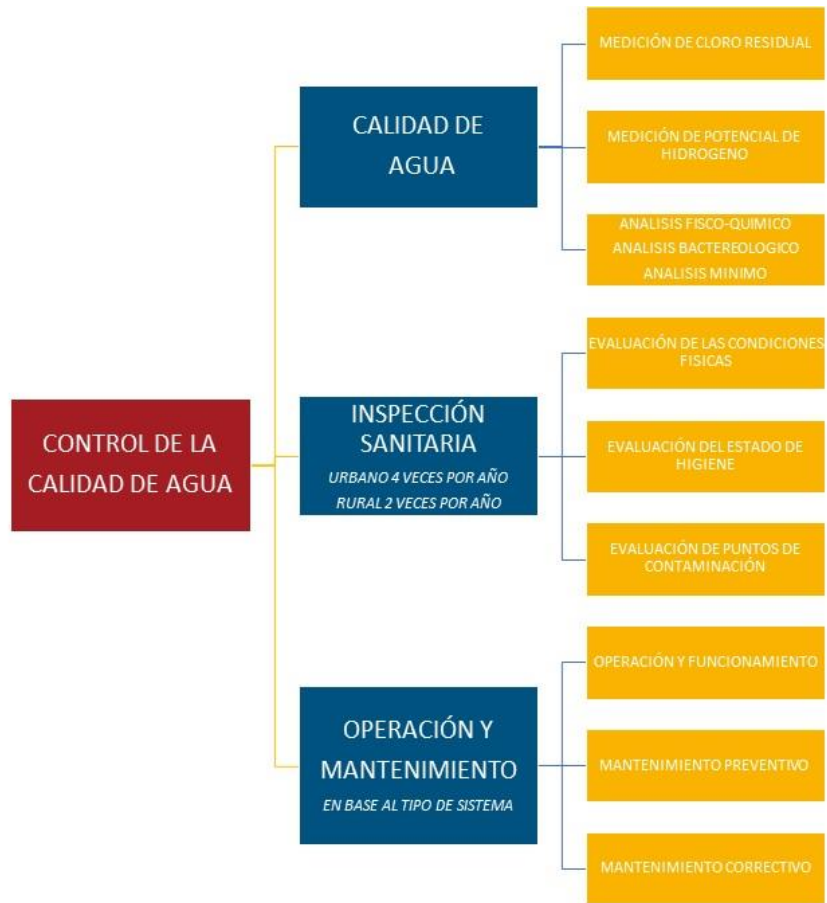 CONTROL DE LA
CALIDAD DE AGUA
CALIDAD DE
AGUA
MEDICIÓN DE CLORO RESIDUAL
MEDICIÓN DE POTENCIAL DE
HIDROGENO
ANALISIS FISCO-QUIMICO
ANALISIS BACTEREOLOGICO
ANALISIS MINIMO
INSPECCIÓN
SANITARIA
URBANO 4 VECES POR AÑO
RURAL 2 VECES POR AÑO
EVALUACIÓN DE LAS CONDICIONES
FISICAS
EVALUACIÓN DEL ESTADO DE
HIGIENE
EVALUACIÓN DE PUNTOS DE
CONTAMINACIÓN
OPERACIÓN Y
MANTENIMIENTO
EN BASE AL TIPO DE SISTEMA
OPERACIÓN Y FUNCIONAMIENTO
MANTENIMIENTO PREVENTIVO
MANTENIMIENTO CORRECTIVO